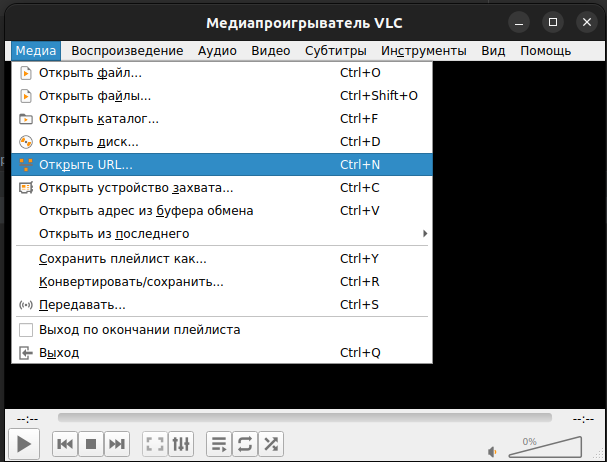 Медиапроигрыватель VLC
Медиа Воспроизведение Аудио Видео Субтитры Инструменты Вид Помощь
Открыть файл... Ctrl+O
Открыть файлы... Ctrl+Shift+O
Открыть каталог... Ctrl+F
Открыть диск... Ctrl+D
Открыть URL... Ctrl+N
Открыть устройство захвата... Ctrl+C
Открыть адрес из буфера обмена Ctrl+V
Открыть из последнего
Сохранить плейлист как... Ctrl+Y
Конвертировать/сохранить... Ctrl+R
Передавать... Ctrl+S
Выход по окончании плейлиста
Выход Ctrl+Q
--:-- --:--
0%